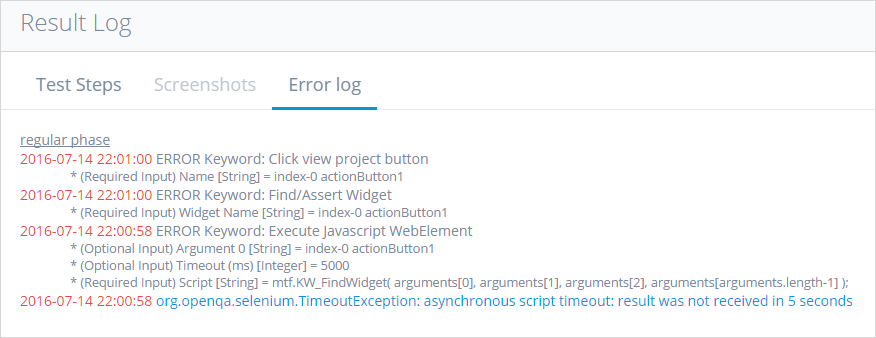 Result Log
Test Steps Screenshots Error log
regular phase
2016-07-14 22:01:00 ERROR Keyword: Click view project button
* (Required Input) Name [String] = index-0 actionButton1
2016-07-14 22:01:00 ERROR Keyword: Find/Assert Widget
* (Required Input) Widget Name [String] = index-0 actionButton1
2016-07-14 22:00:58 ERROR Keyword: Execute Javascript WebElement
* (Optional Input) Argument 0 [String] = index-0 actionButton1
* (Optional Input) Timeout (ms) [Integer] = 5000
* (Required Input) Script [String] = mtf.KW_FindWidget( arguments[0], arguments[1], arguments[2], arguments[arguments.length-1] );
2016-07-14 22:00:58 org.openqa.selenium.TimeoutException: asynchronous script timeout: result was not received in 5 seconds